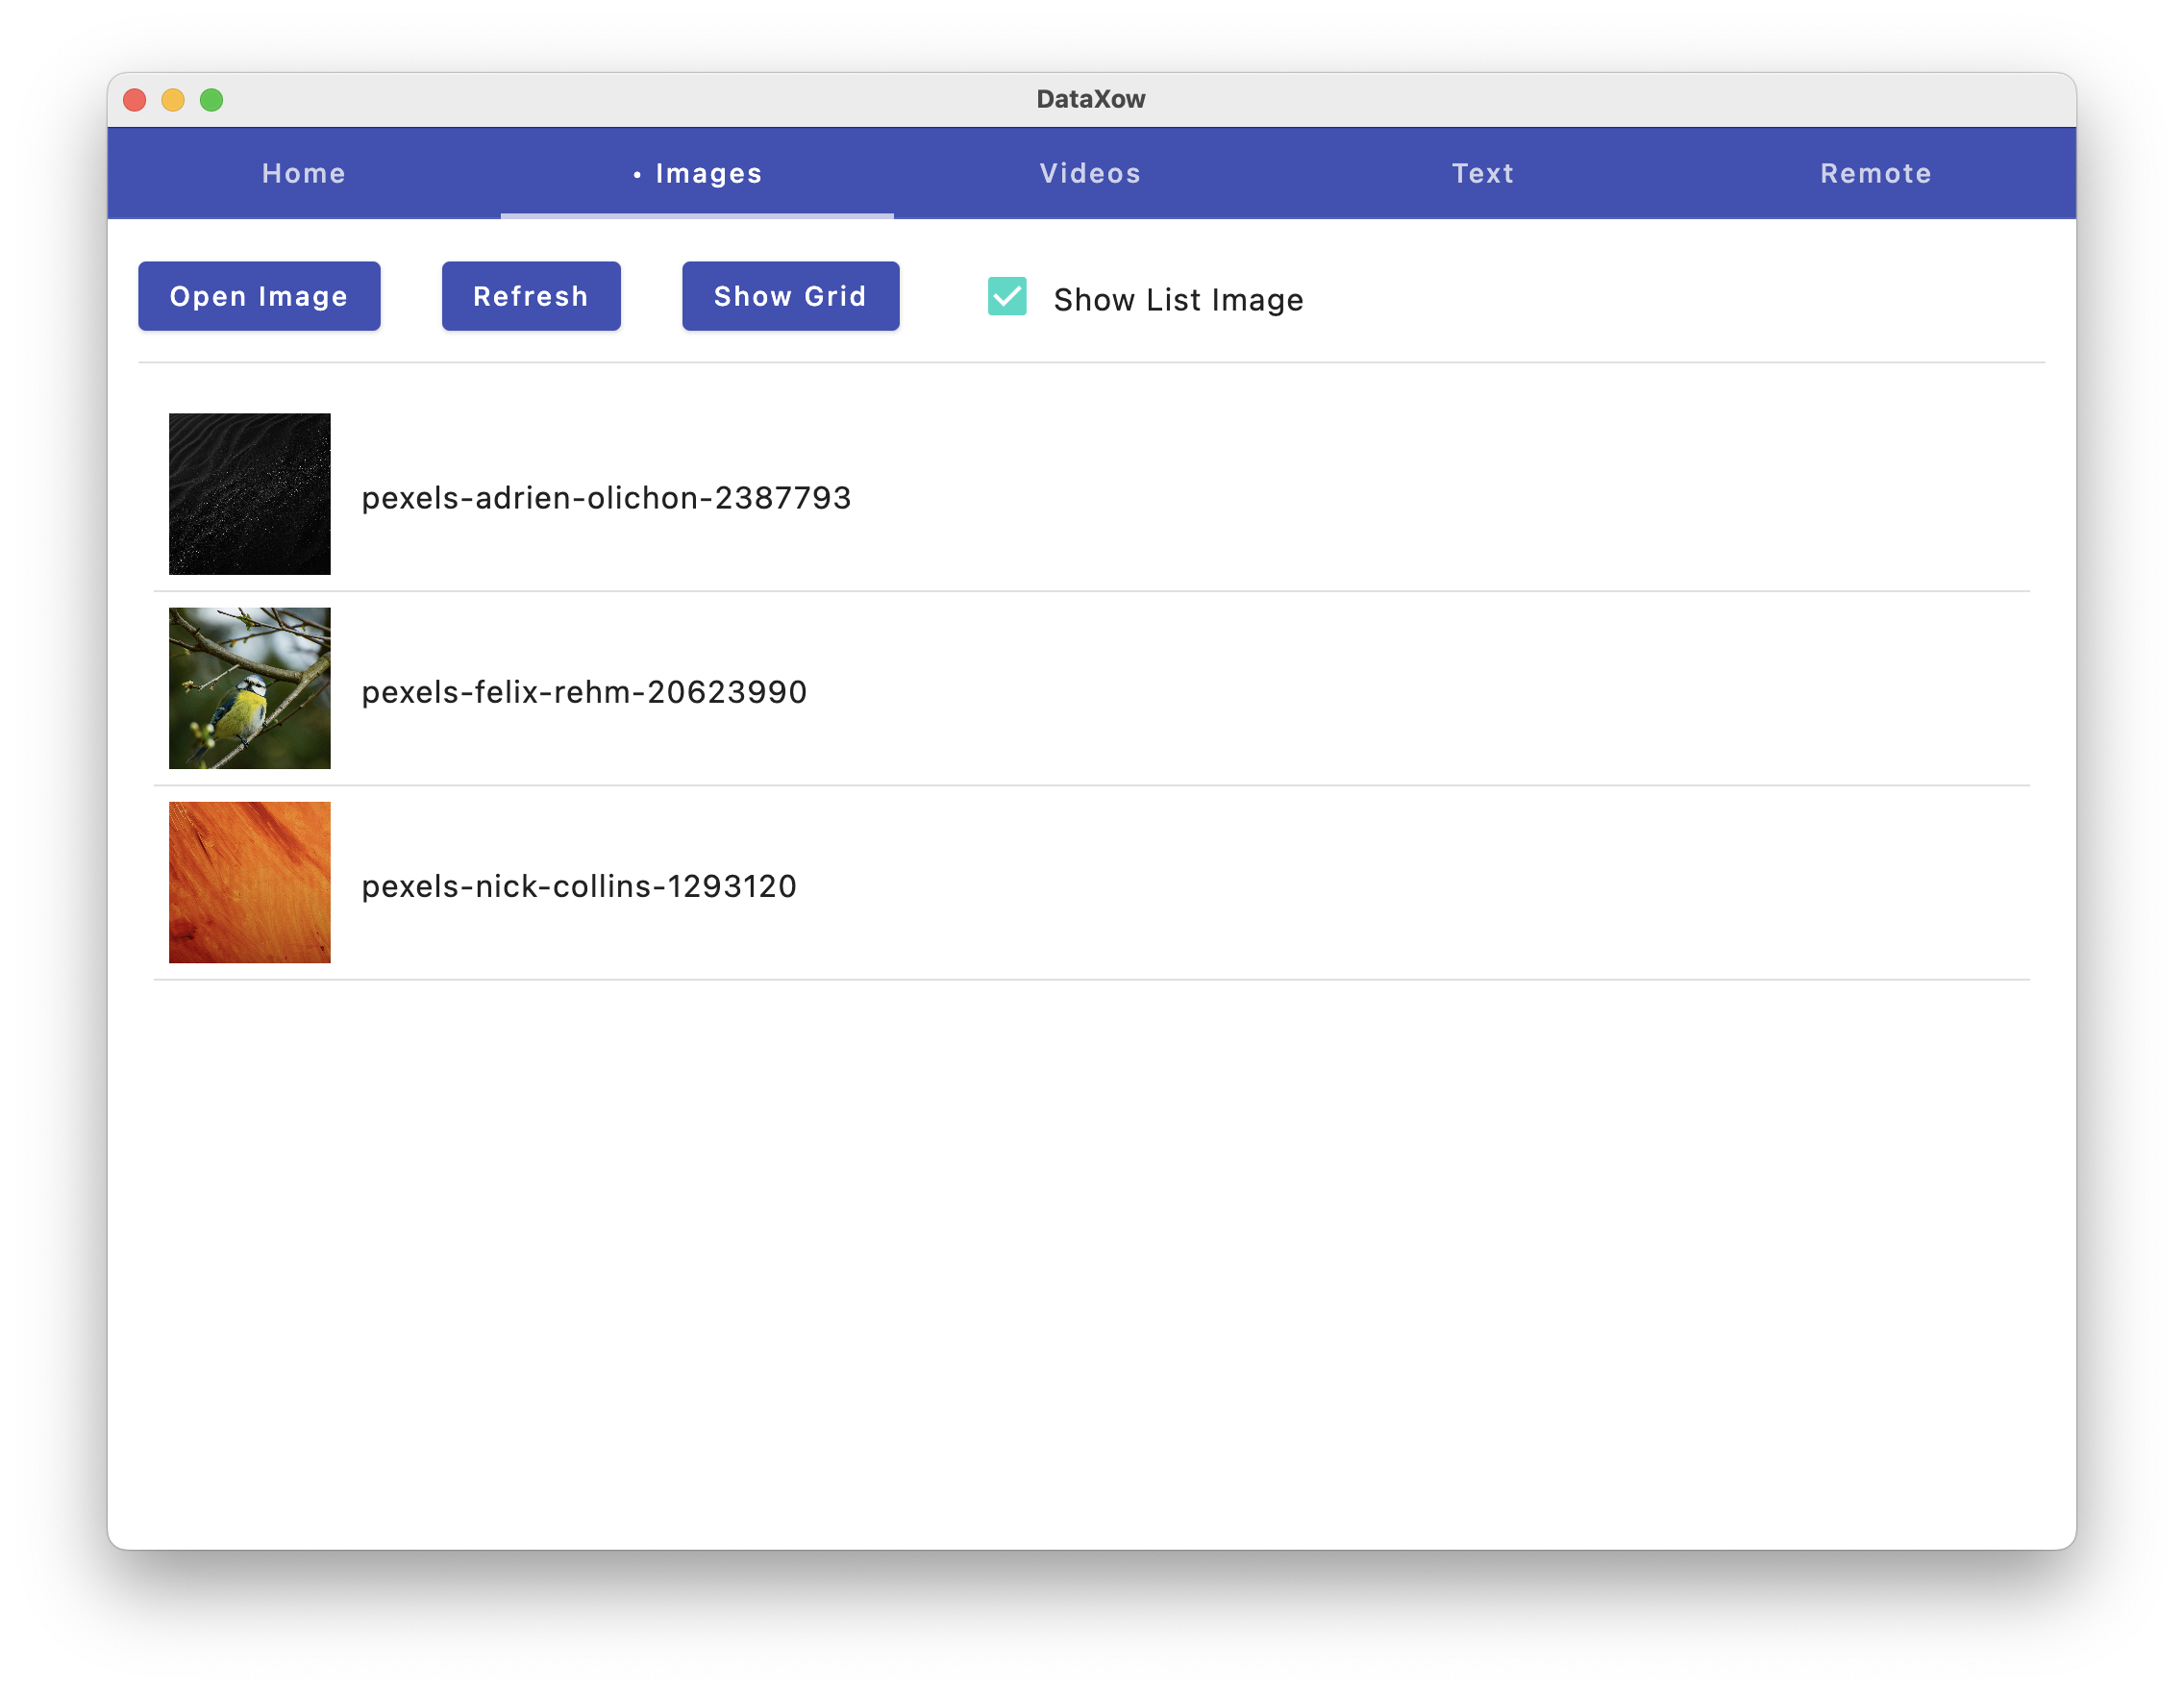 DataXow
Home • Images Videos Text Remote
Open Image Refresh Show Grid Show List Image
pexels-adrien-olichon-2387793
pexels-felix-rehm-20623990
pexels-nick-collins-1293120